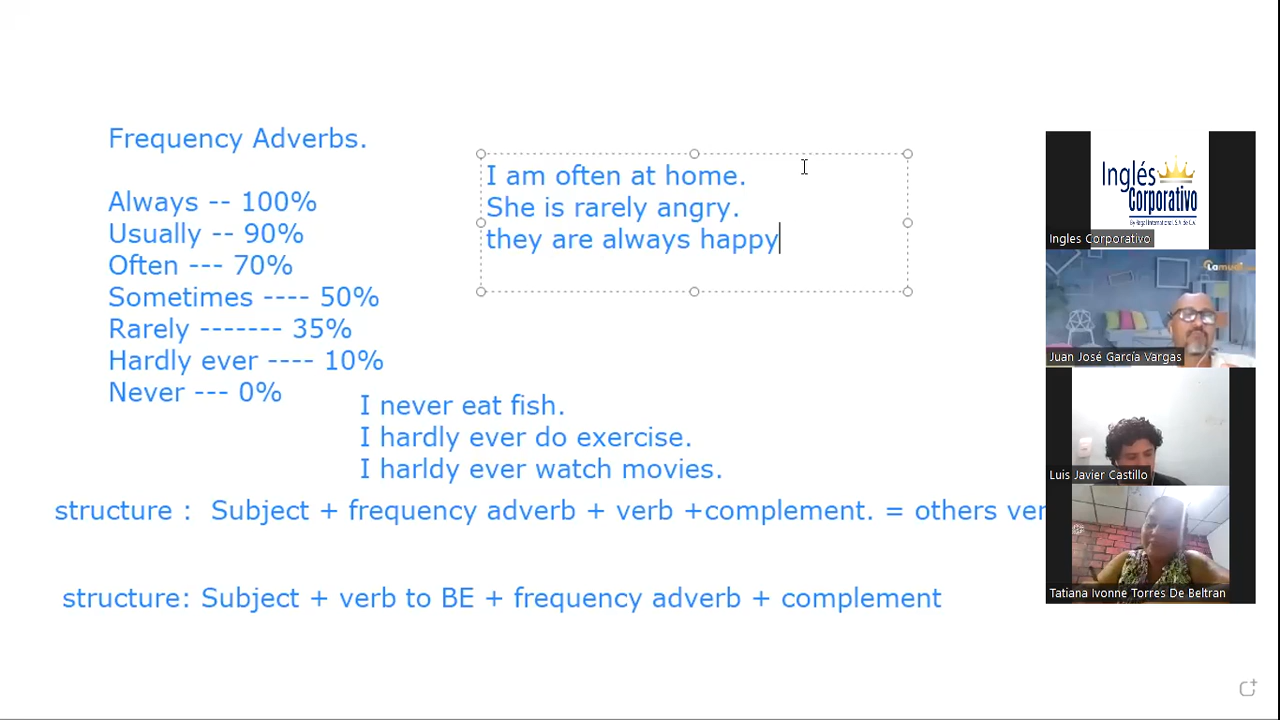 Frequency Adverbs.
Always -- 100%
Usually -- 90%
Often --- 70%
Sometimes ---- 50%
Rarely ------- 35%
Hardly ever ---- 10%
Never --- 0%
I am often at home.
She is rarely angry.
they are always happy
I never eat fish.
I hardly ever do exercise.
I harldy ever watch movies.
structure :  Subject + frequency adverb + verb +complement. = others ver
structure: Subject + verb to BE + frequency adverb + complement
Inglés
Corporativo
Ingles Corporativo
Juan José García Vargas
Luis Javier Castillo
Tatiana Ivonne Torres De Beltran